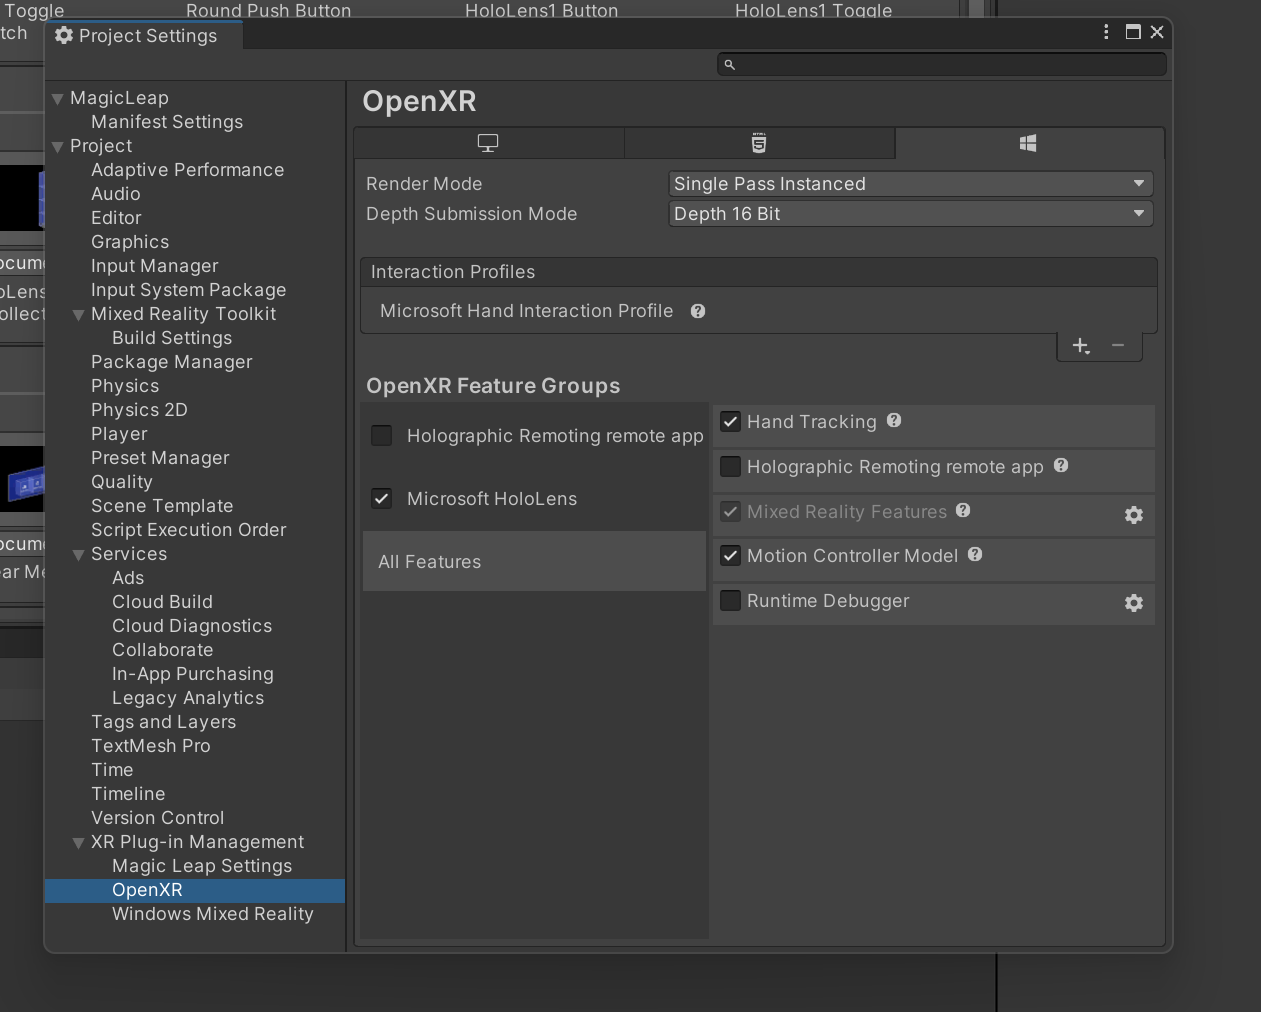 Toggle
Round Push Button
HoloLens1 Button
HoloLens1 Toggle
tch
Project Settings
MagicLeap
Manifest Settings
Project
Adaptive Performance
Audio
Editor
Graphics
Input Manager
Input System Package
Mixed Reality Toolkit
Build Settings
Package Manager
Physics
Physics 2D
Player
Preset Manager
Quality
Scene Template
Script Execution Order
Services
Ads
Cloud Build
Cloud Diagnostics
Collaborate
In-App Purchasing
Legacy Analytics
Tags and Layers
TextMesh Pro
Time
Timeline
Version Control
XR Plug-in Management
Magic Leap Settings
OpenXR
Windows Mixed Reality
ocume
oLens
ollect
ocume
ar Me
OpenXR
HTML
5
Render Mode
Single Pass Instanced
Depth Submission Mode
Depth 16 Bit
Interaction Profiles
Microsoft Hand Interaction Profile
OpenXR Feature Groups
Holographic Remoting remote app
Microsoft HoloLens
All Features
Hand Tracking
Holographic Remoting remote app
Mixed Reality Features
Motion Controller Model
Runtime Debugger